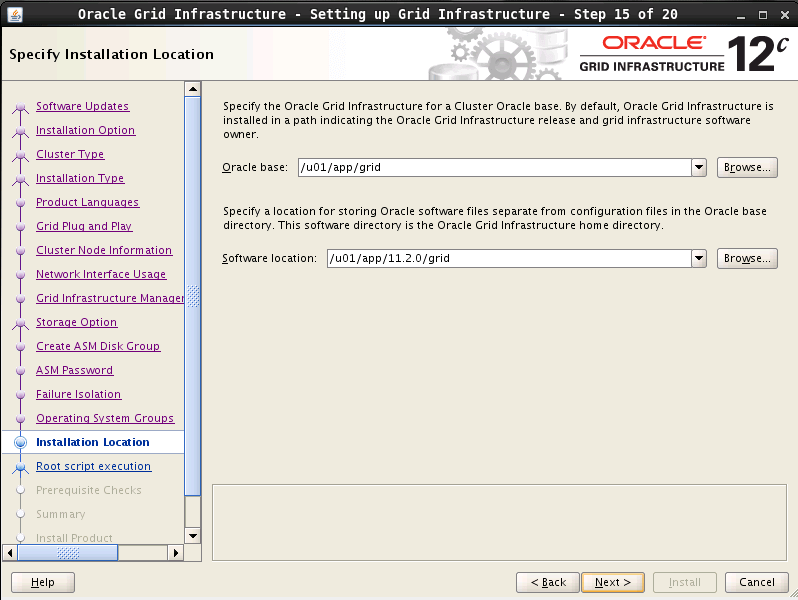 Oracle Grid Infrastructure - Setting up Grid Infrastructure - Step 15 of 20
Specify Installation Location
ORACLE®
GRID INFRASTRUCTURE
12c
Software Updates
Installation Option
Cluster Type
Installation Type
Product Languages
Grid Plug and Play
Cluster Node Information
Network Interface Usage
Grid Infrastructure Manager
Storage Option
Create ASM Disk Group
ASM Password
Failure Isolation
Operating System Groups
Installation Location
Root script execution
Prerequisite Checks
Summary
Install Product
Specify the Oracle Grid Infrastructure for a Cluster Oracle base. By default, Oracle Grid Infrastructure is
installed in a path indicating the Oracle Grid Infrastructure release and grid infrastructure software
owner.
Oracle base: /u01/app/grid Browse...
Specify a location for storing Oracle software files separate from configuration files in the Oracle base
directory. This software directory is the Oracle Grid Infrastructure home directory.
Software location: /u01/app/11.2.0/grid Browse...
Help < Back Next > Install Cancel